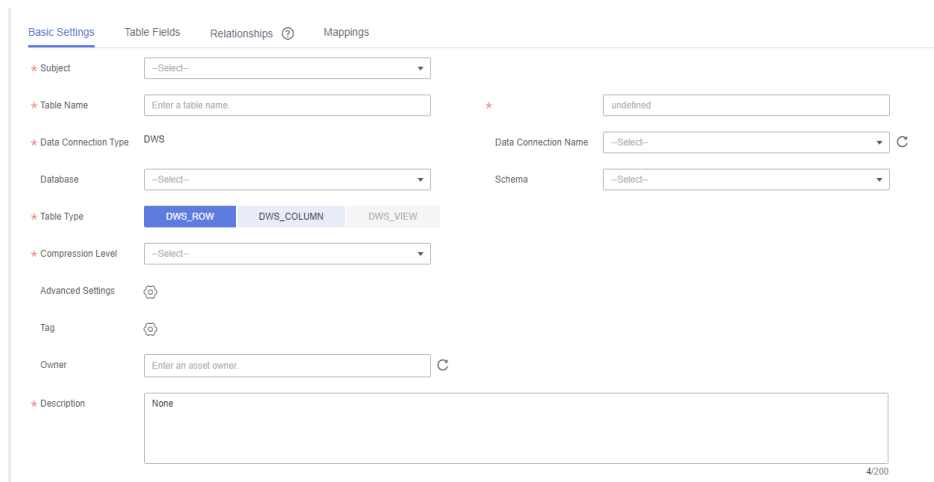 Basic Settings Table Fields Relationships ? Mappings
* Subject --Select--
* Table Name Enter a table name. * undefined
* Data Connection Type DWS Data Connection Name --Select--
Database --Select-- Schema --Select--
* Table Type DWS_ROW DWS_COLUMN DWS_VIEW
* Compression Level --Select--
Advanced Settings
Tag
Owner Enter an asset owner.
* Description None
4/200